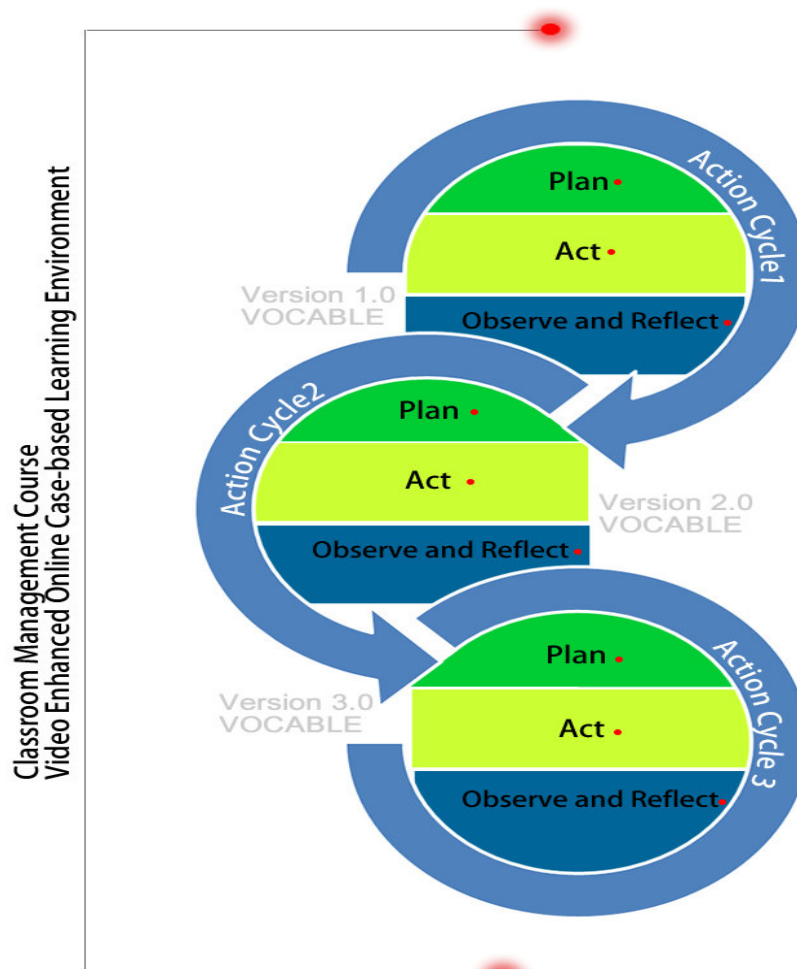 Classroom Management Course
Video Enhanced Online Case-based Learning Environment
Action Cycle1
Plan
Act
Observe and Reflect
Version 1.0
VOCABLE
Action Cycle2
Plan
Act
Observe and Reflect
Version 2.0
VOCABLE
Action Cycle 3
Plan
Act
Observe and Reflect
Version 3.0
VOCABLE